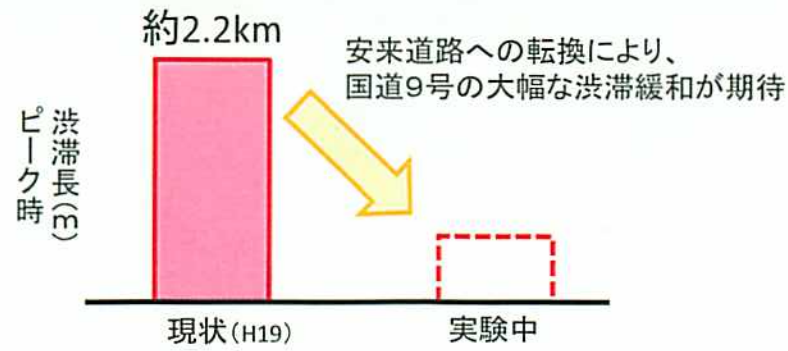 約2.2km
安来道路への転換により、
国道9号の大幅な渋滞緩和が期待
ピーク時
渋滞長(m)
現状(H19)
実験中